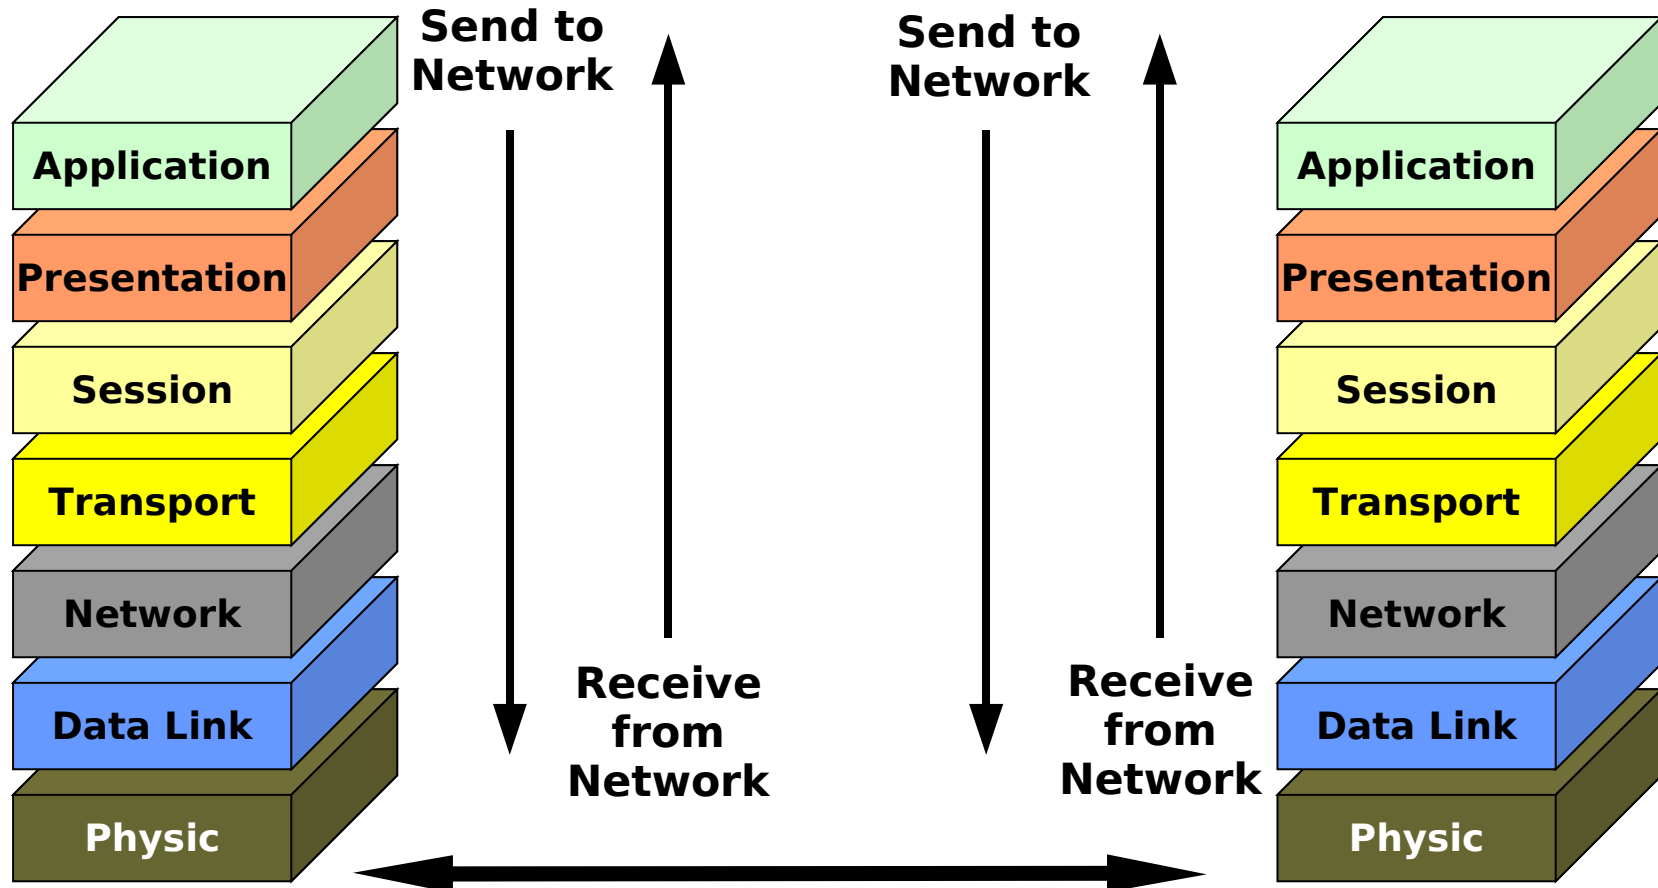 Application
Presentation
Session
Transport
Network
Data Link
Physic
Send to
Network
Receive
from
Network
Send to
Network
Receive
from
Network
Application
Presentation
Session
Transport
Network
Data Link
Physic